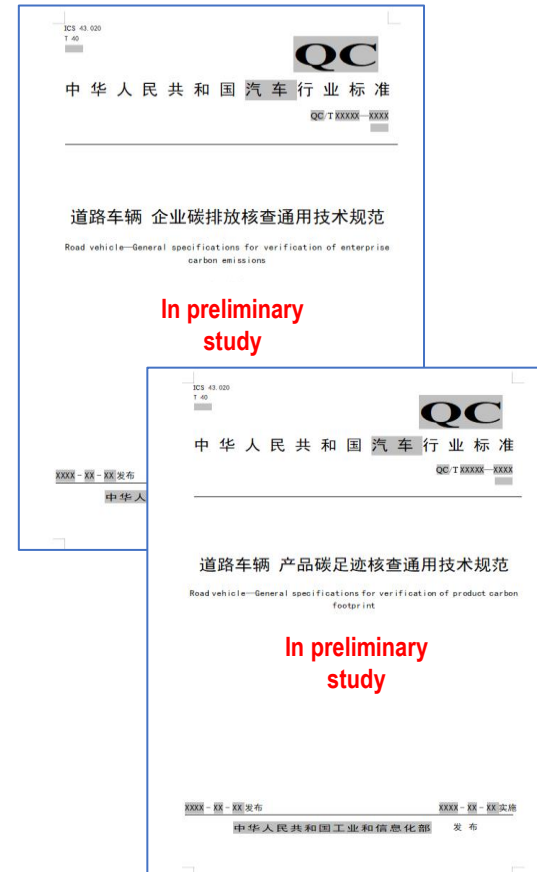 ICS 43.020
T 40
QC
中华人民共和国汽车行业标准
QC/T XXXXX—XXXX
道路车辆 企业碳排放核查通用技术规范
Road vehicle—General specifications for verification of enterprise
carbon emissions
In preliminary
study
XXXX - XX - XX发布
中华人
ICS 43.020
T 40
QC
中华人民共和国汽车行业标准
QC/T XXXXX—XXXX
道路车辆 产品碳足迹核查通用技术规范
Road vehicle—General specifications for verification of product carbon
footprint
In preliminary
study
XXXX - XX - XX发布 XXXX - XX - XX实施
中华人民共和国工业和信息化部 发布